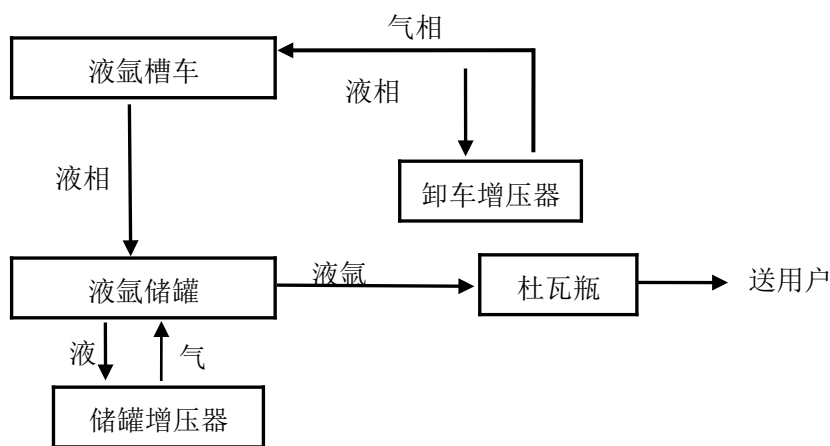 气相
液氩槽车
液相
卸车增压器
液相
液氩储罐
液氩
杜瓦瓶
送用户
液
气
储罐增压器